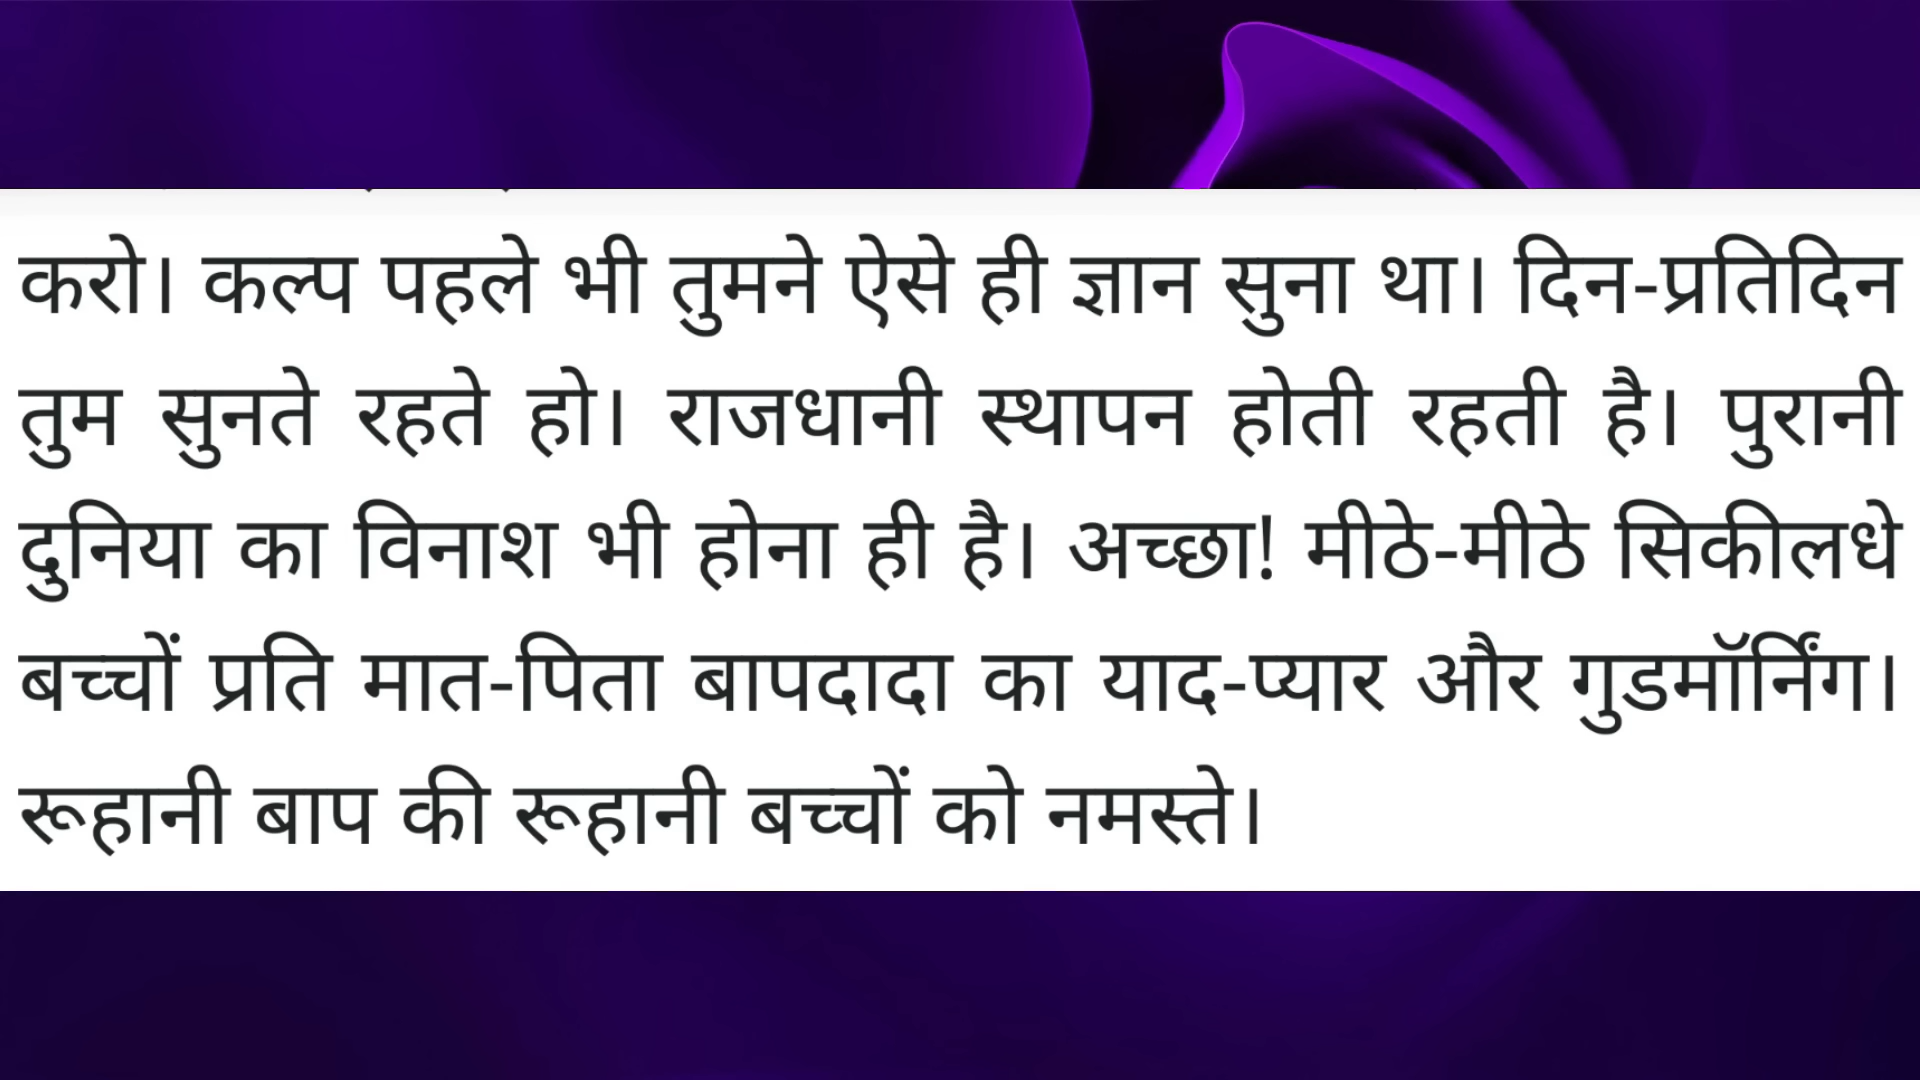 करो। कल्प पहले भी तुमने ऐसे ही ज्ञान सुना था। दिन-प्रतिदिन
तुम सुनते रहते हो। राजधानी स्थापन होती रहती है। पुरानी
दुनिया का विनाश भी होना ही है। अच्छा! मीठे-मीठे सिकीलधे
बच्चों प्रति मात-पिता बापदादा का याद-प्यार और गुडमॉर्निंग।
रूहानी बाप की रूहानी बच्चों को नमस्ते।